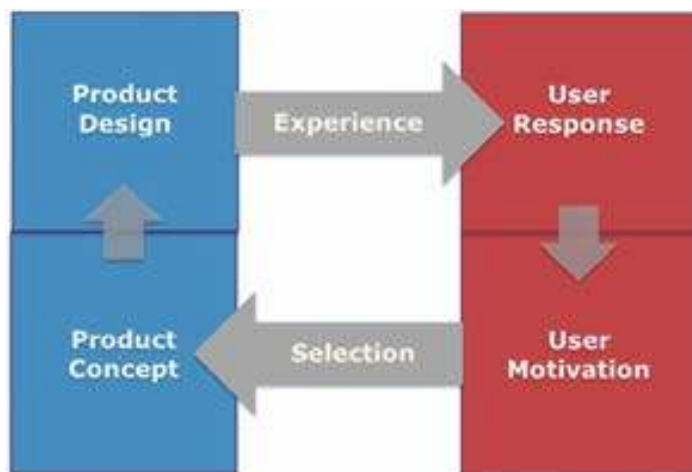 Product
Design
Experience
User
Response
Product
Concept
Selection
User
Motivation